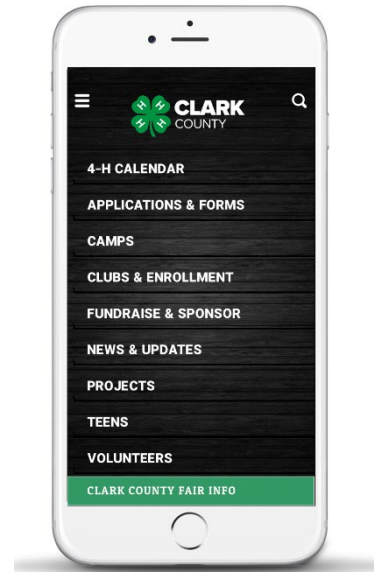 H H H H CLARK
COUNTY
4-H CALENDAR
APPLICATIONS & FORMS
CAMPS
CLUBS & ENROLLMENT
FUNDRAISE & SPONSOR
NEWS & UPDATES
PROJECTS
TEENS
VOLUNTEERS
CLARK COUNTY FAIR INFO